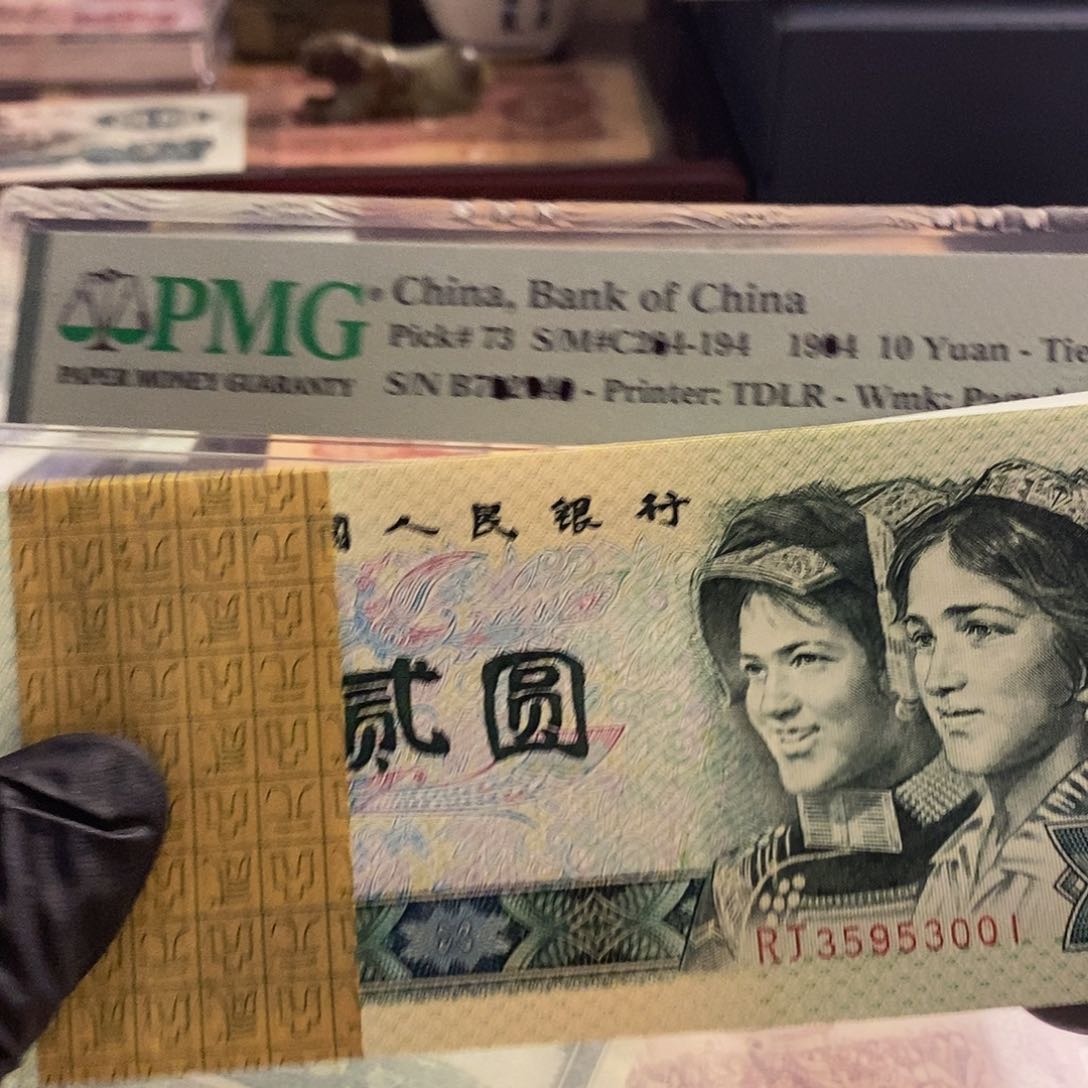 PMG
PAPER MONEY GUARANTY
China, Bank of China
Pick# 73 10 Yuan -
S/N - Printer: TDLR - Wmk:
人民银行
贰圆
RJ35953001